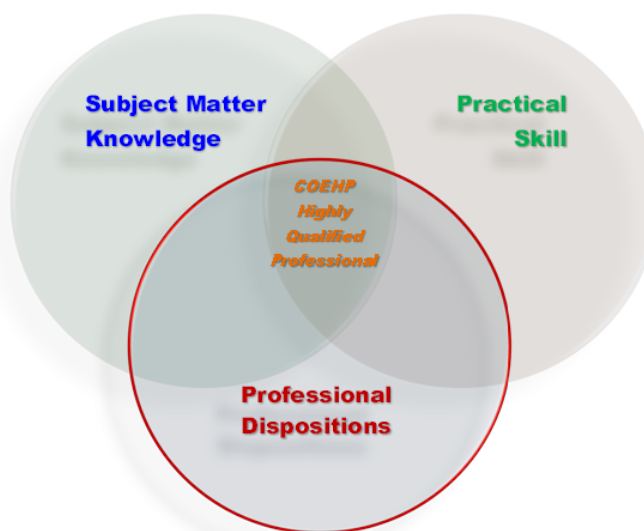 Subject Matter
Knowledge
Practical
Skill
COEHP
Highly
Qualified
Professional
Professional
Dispositions